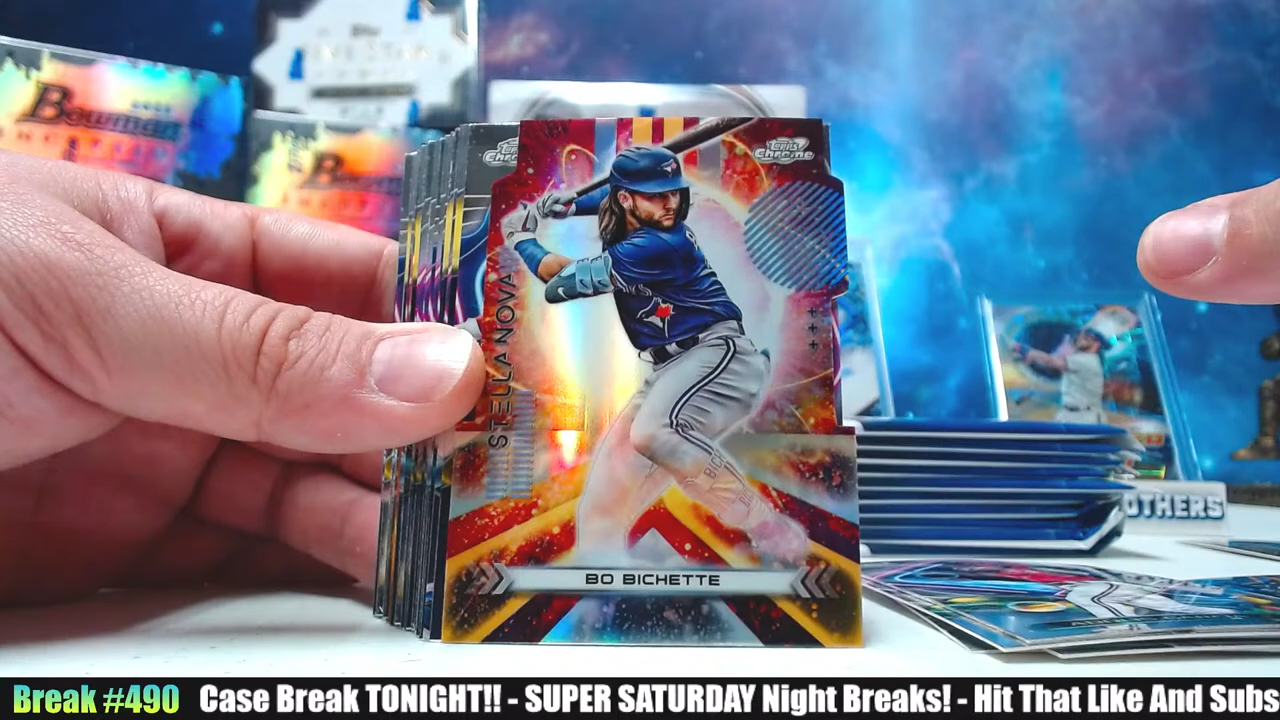 Bowman
Bowman
Topps
Chrome
Topps
Chrome
STELLA NOVA
BO BICHETTE
OTHERS
Break #490 Case Break TONIGHT!! - SUPER SATURDAY Night Breaks! - Hit That Like And Subs